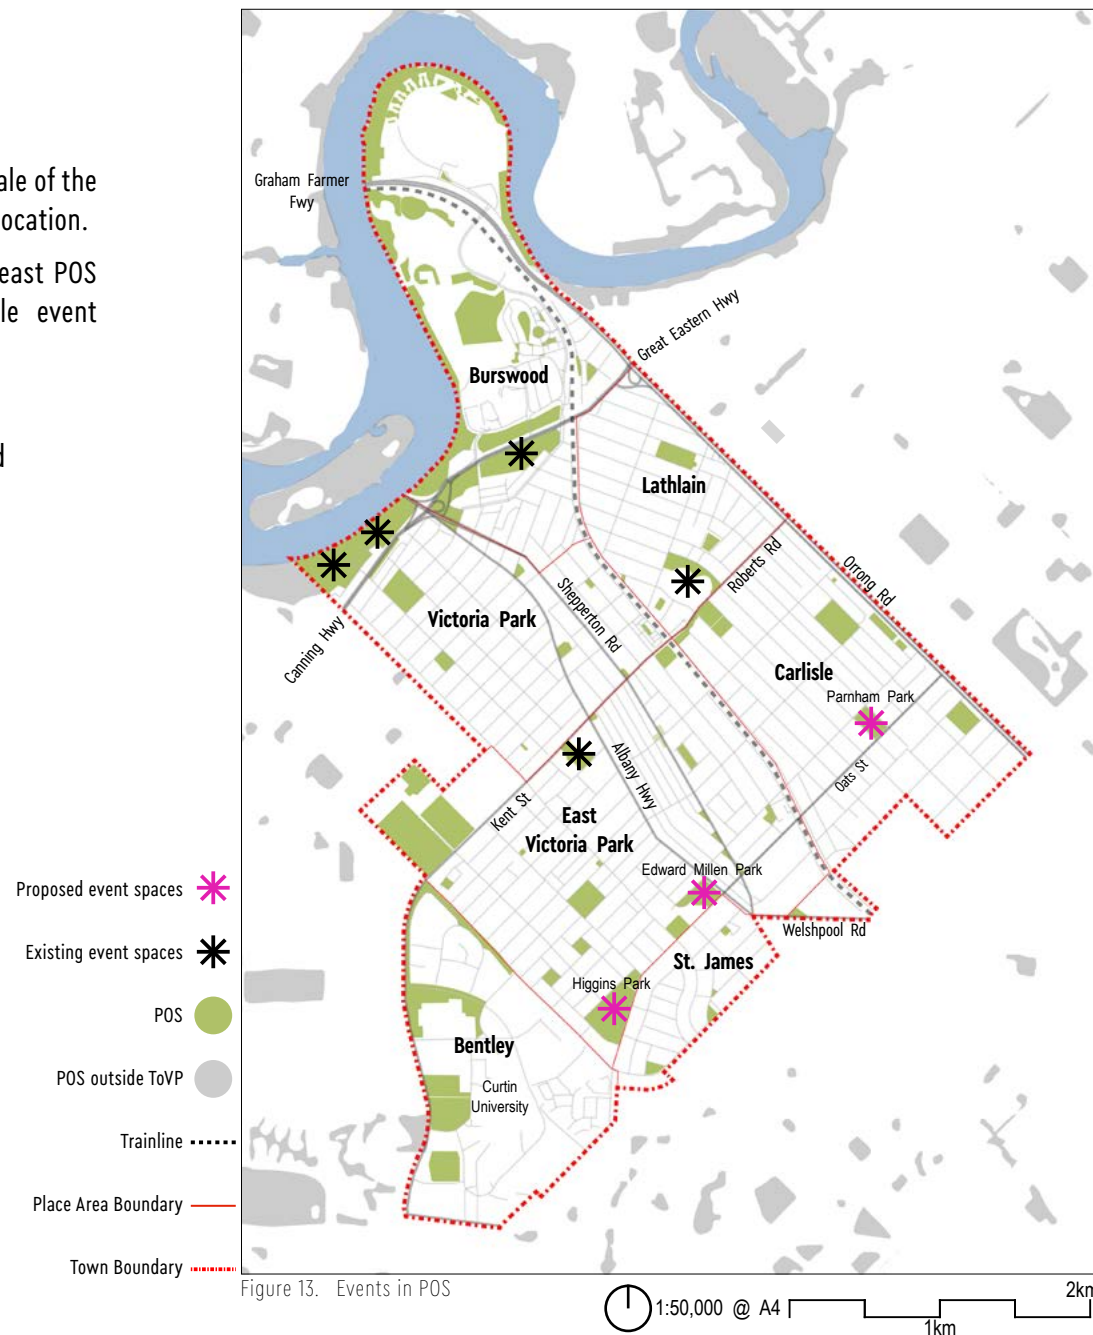 ale of the
ocation.
east POS
le event
d
Graham Farmer
Fwy
Great Eastern Hwy
Burswood
Lathlain
Roberts Rd
Orrong Rd
Shepperton Rd
Victoria Park
Canning Hwy
Carlisle
Parnham Park
Albany Hwy
Oats St
Kent St
East
Victoria Park
Edward Millen Park
Welshpool Rd
St. James
Higgins Park
Bentley
Curtin
University
Proposed event spaces
Existing event spaces
POS
POS outside ToVP
Trainline
Place Area Boundary
Town Boundary
Figure 13. Events in POS
1:50,000 @ A4
1km
2km